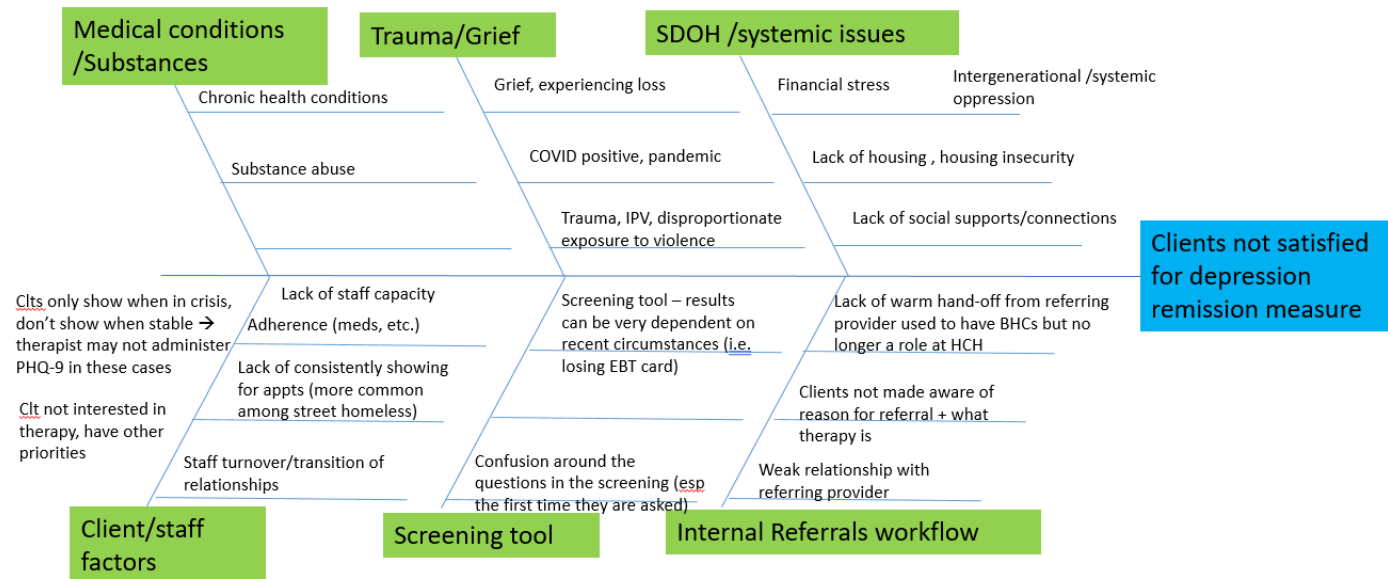 Medical conditions
/Substances
Trauma/Grief
SDOH /systemic issues
Chronic health conditions
Substance abuse
Grief, experiencing loss
COVID positive, pandemic
Trauma, IPV, disproportionate
exposure to violence
Financial stress
Intergenerational /systemic
oppression
Lack of housing , housing insecurity
Lack of social supports/connections
Clients not satisfied
for depression
remission measure
Clts only show when in crisis,
don’t show when stable →
therapist may not administer
PHQ-9 in these cases
Clt not interested in
therapy, have other
priorities
Lack of staff capacity
Adherence (meds, etc.)
Lack of consistently showing
for appts (more common
among street homeless)
Staff turnover/transition of
relationships
Screening tool – results
can be very dependent on
recent circumstances (i.e.
losing EBT card)
Confusion around the
questions in the screening (esp
the first time they are asked)
Lack of warm hand-off from referring
provider used to have BHCs but no
longer a role at HCH
Clients not made aware of
reason for referral + what
therapy is
Weak relationship with
referring provider
Client/staff
factors
Screening tool
Internal Referrals workflow